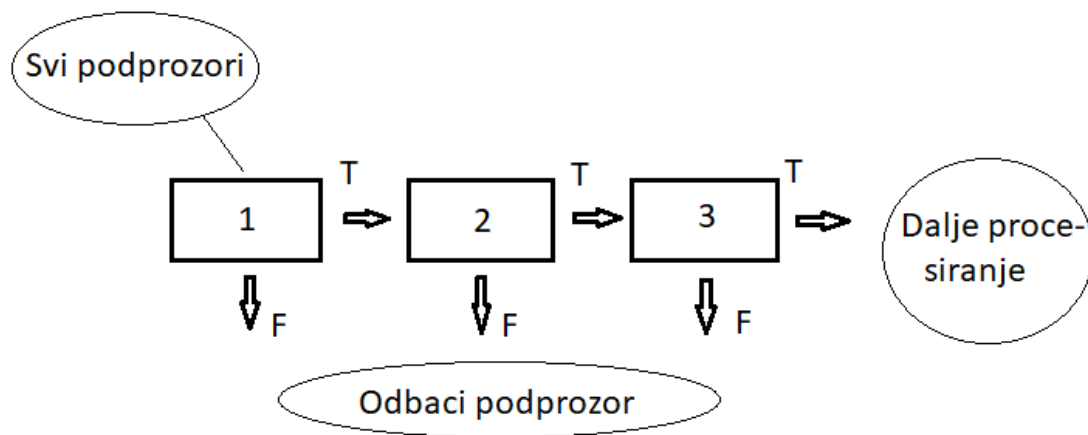 Svi podprozori
T
T
T
1
2
3
Dalje proce-
siranje
F
F
F
Odbaci podprozor